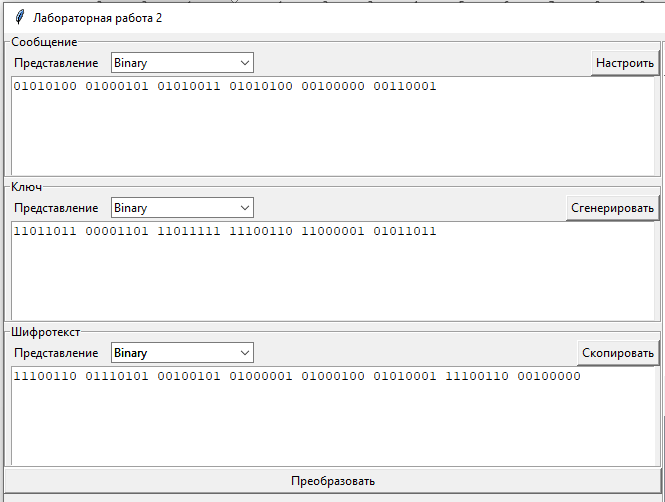 Лабораторная работа 2
Сообщение
Представление Binary Настроить
01010100 01000101 01010011 01010100 00100000 00110001
Ключ
Представление Binary Сгенерировать
11011011 00001101 11011111 11100110 11000001 01011011
Шифротекст
Представление Binary Скопировать
11100110 01110101 00100101 01000001 01000100 01010001 11100110 00100000
Преобразовать